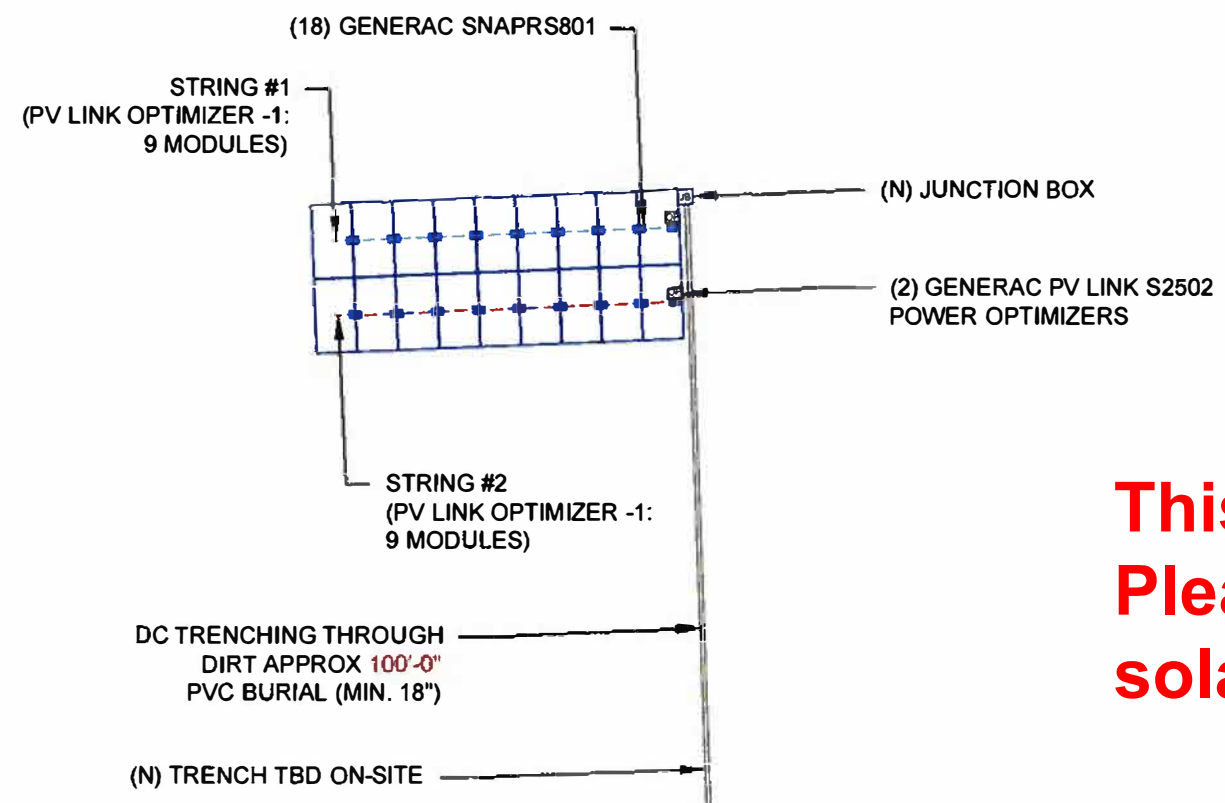 (18) GENERAC SNAPRS801
STRING #1
(PV LINK OPTIMIZER -1:
9 MODULES)
(N) JUNCTION BOX
JB
(2) GENERAC PV LINK S2502
POWER OPTIMIZERS
STRING #2
(PV LINK OPTIMIZER -1:
9 MODULES)
This
Plea
sola
DC TRENCHING THROUGH
DIRT APPROX 100'-0"
PVC BURIAL (MIN. 18")
(N) TRENCH TBD ON-SITE